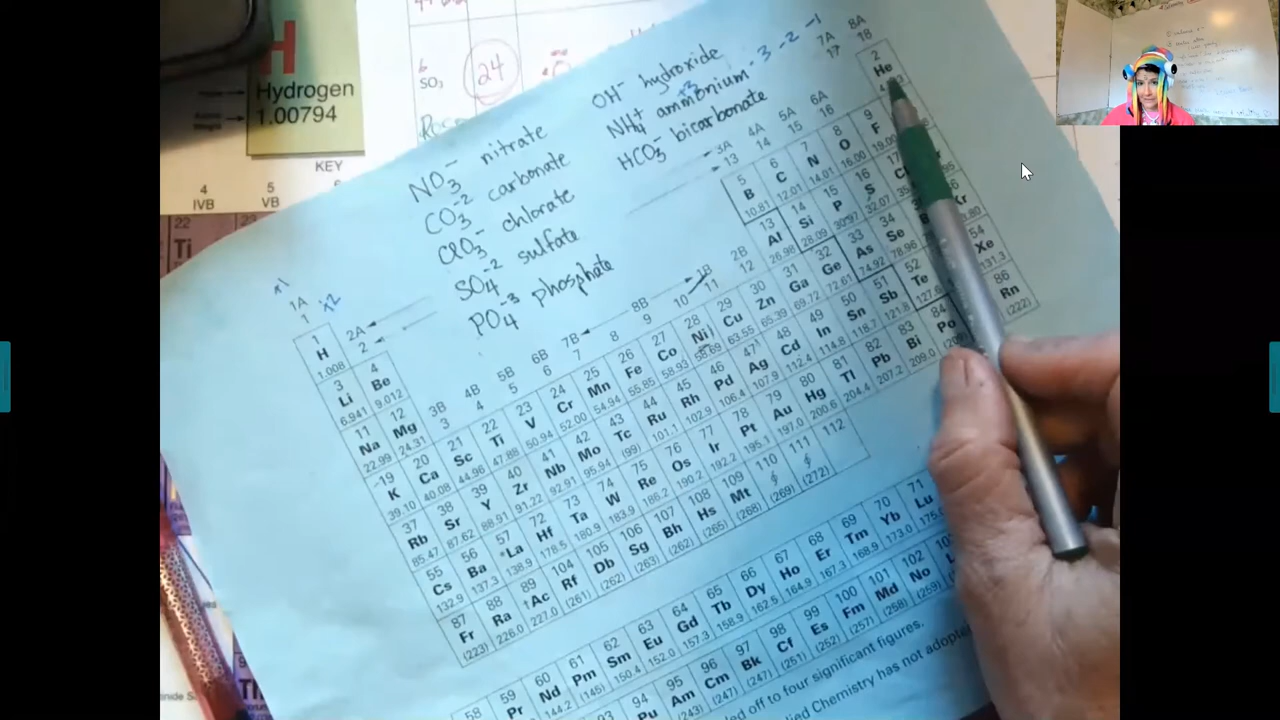 H
Hydrogen
1.00794
KEY
4
IVB
5
VB
22
Ti
6
SO3
24
NO3 - nitrate
CO3 -2 carbonate
ClO3 - chlorate
SO4 -2 sulfate
PO4 -3 phosphate
OH- hydroxide
NH4+ ammonium
HCO3- bicarbonate
+1
+2
+3
-3 -2 -1
1A 2A 3B 4B 5B 6B 7B 8B 1B 2B 3A 4A 5A 6A 7A 8A
1 2 3 4 5 6 7 8 9 10 11 12 13 14 15 16 17 18
1 H 1.008
2 He
3 Li 6.941
4 Be 9.012
5 B 10.81
6 C 12.01
7 N 14.01
8 O 16.00
9 F 19.00
11 Na 22.99
12 Mg 24.31
13 Al 26.98
14 Si 28.09
15 P 30.97
16 S 32.07
19 K 39.10
20 Ca 40.08
21 Sc 44.96
22 Ti 47.88
23 V 50.94
24 Cr 52.00
25 Mn 54.94
26 Fe 55.85
27 Co 58.93
28 Ni 58.69
29 Cu 63.55
30 Zn 65.39
31 Ga 69.72
32 Ge 72.61
33 As 74.92
34 Se 78.96
Kr
37 Rb 85.47
38 Sr 87.62
39 Y 88.91
40 Zr 91.22
41 Nb 92.91
42 Mo 95.94
43 Tc (99)
44 Ru 101.1
45 Rh 102.9
46 Pd 106.4
47 Ag 107.9
48 Cd 112.4
49 In 114.8
50 Sn 118.7
51 Sb 121.8
52 Te
54 Xe 131.3
55 Cs 132.9
56 Ba 137.3
57 *La 138.9
72 Hf 178.5
73 Ta 180.9
74 W 183.9
75 Re 186.2
76 Os 190.2
77 Ir 192.2
78 Pt 195.1
79 Au 197.0
80 Hg 200.6
81 Tl 204.4
82 Pb 207.2
83 Bi 209.0
84 Po
86 Rn (222)
87 Fr (223)
88 Ra 226.0
89 †Ac 227.0
104 Rf (261)
105 Db (262)
106 Sg (263)
107 Bh (262)
108 Hs (265)
109 Mt (268)
110 (269)
111 (272)
112
58
59 Pr
60 Nd 144.2
61 Pm (145)
62 Sm 150.4
63 Eu 152.0
64 Gd 157.3
65 Tb 158.9
66 Dy 162.5
67 Ho 164.9
68 Er 167.3
69 Tm 168.9
70 Yb 173.0
71 Lu
93
94 Pu
95 Am (243)
96 Cm (247)
97 Bk (247)
98 Cf (251)
99 Es (252)
100 Fm (257)
101 Md (258)
102 No (259)
off to four significant figures.
Chemistry has not